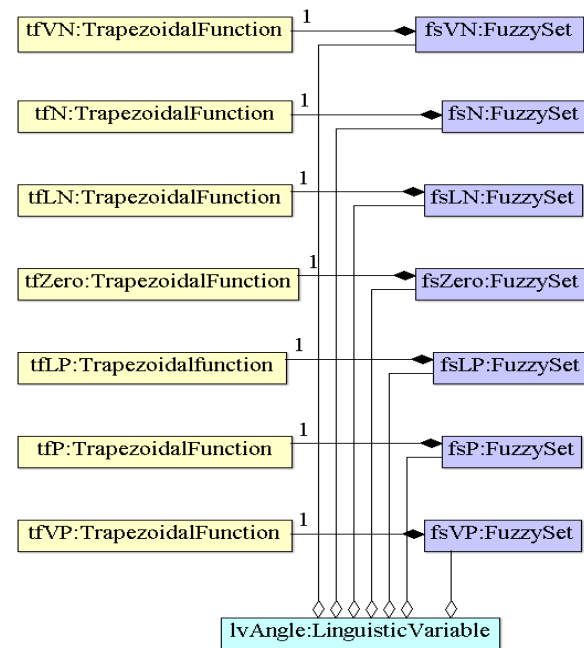 1
tfVN:TrapezoidalFunction fsVN:FuzzySet
1
tfN:TrapezoidalFunction fsN:FuzzySet
1
tfLN:TrapezoidalFunction fsLN:FuzzySet
1
tfZero:TrapezoidalFunction fsZero:FuzzySet
1
tfLP:Trapezoidalfunction fsLP:FuzzySet
1
tfP:TrapezoidalFunction fsP:FuzzySet
1
tfVP:TrapezoidalFunction fsVP:FuzzySet
lvAngle:LinguisticVariable